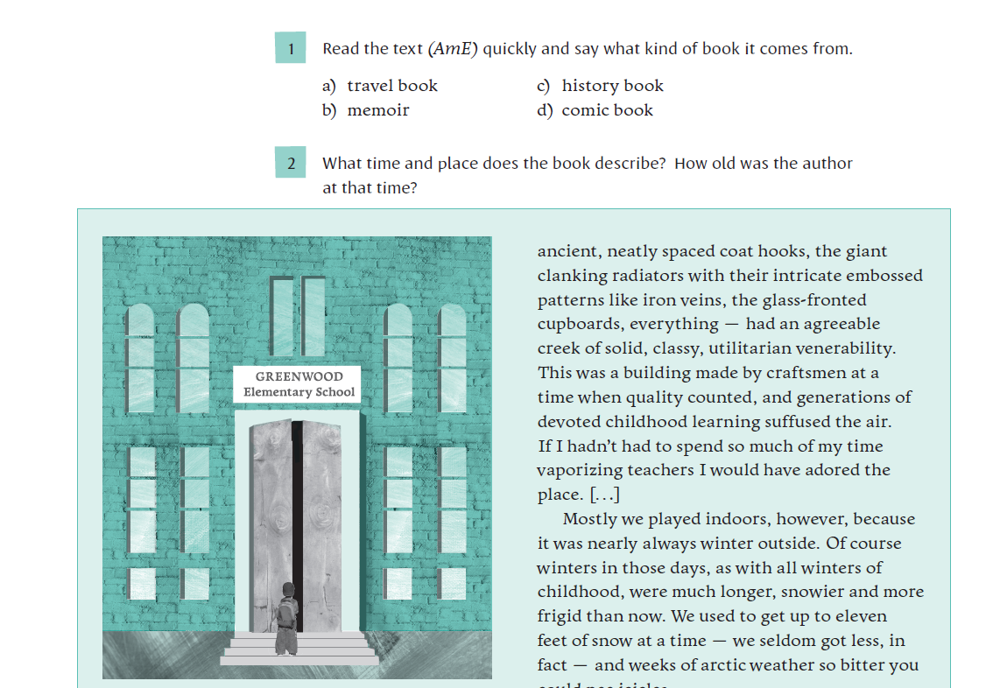 1 Read the text (AmE) quickly and say what kind of book it comes from.
a) travel book
b) memoir
c) history book
d) comic book
2 What time and place does the book describe? How old was the author
at that time?
GREENWOOD
Elementary School
ancient, neatly spaced coat hooks, the giant
clanking radiators with their intricate embossed
patterns like iron veins, the glass-fronted
cupboards, everything — had an agreeable
creek of solid, classy, utilitarian venerability.
This was a building made by craftsmen at a
time when quality counted, and generations of
devoted childhood learning suffused the air.
If I hadn’t had to spend so much of my time
vaporizing teachers I would have adored the
place. […]
Mostly we played indoors, however, because
it was nearly always winter outside. Of course
winters in those days, as with all winters of
childhood, were much longer, snowier and more
frigid than now. We used to get up to eleven
feet of snow at a time — we seldom got less, in
fact — and weeks of arctic weather so bitter you